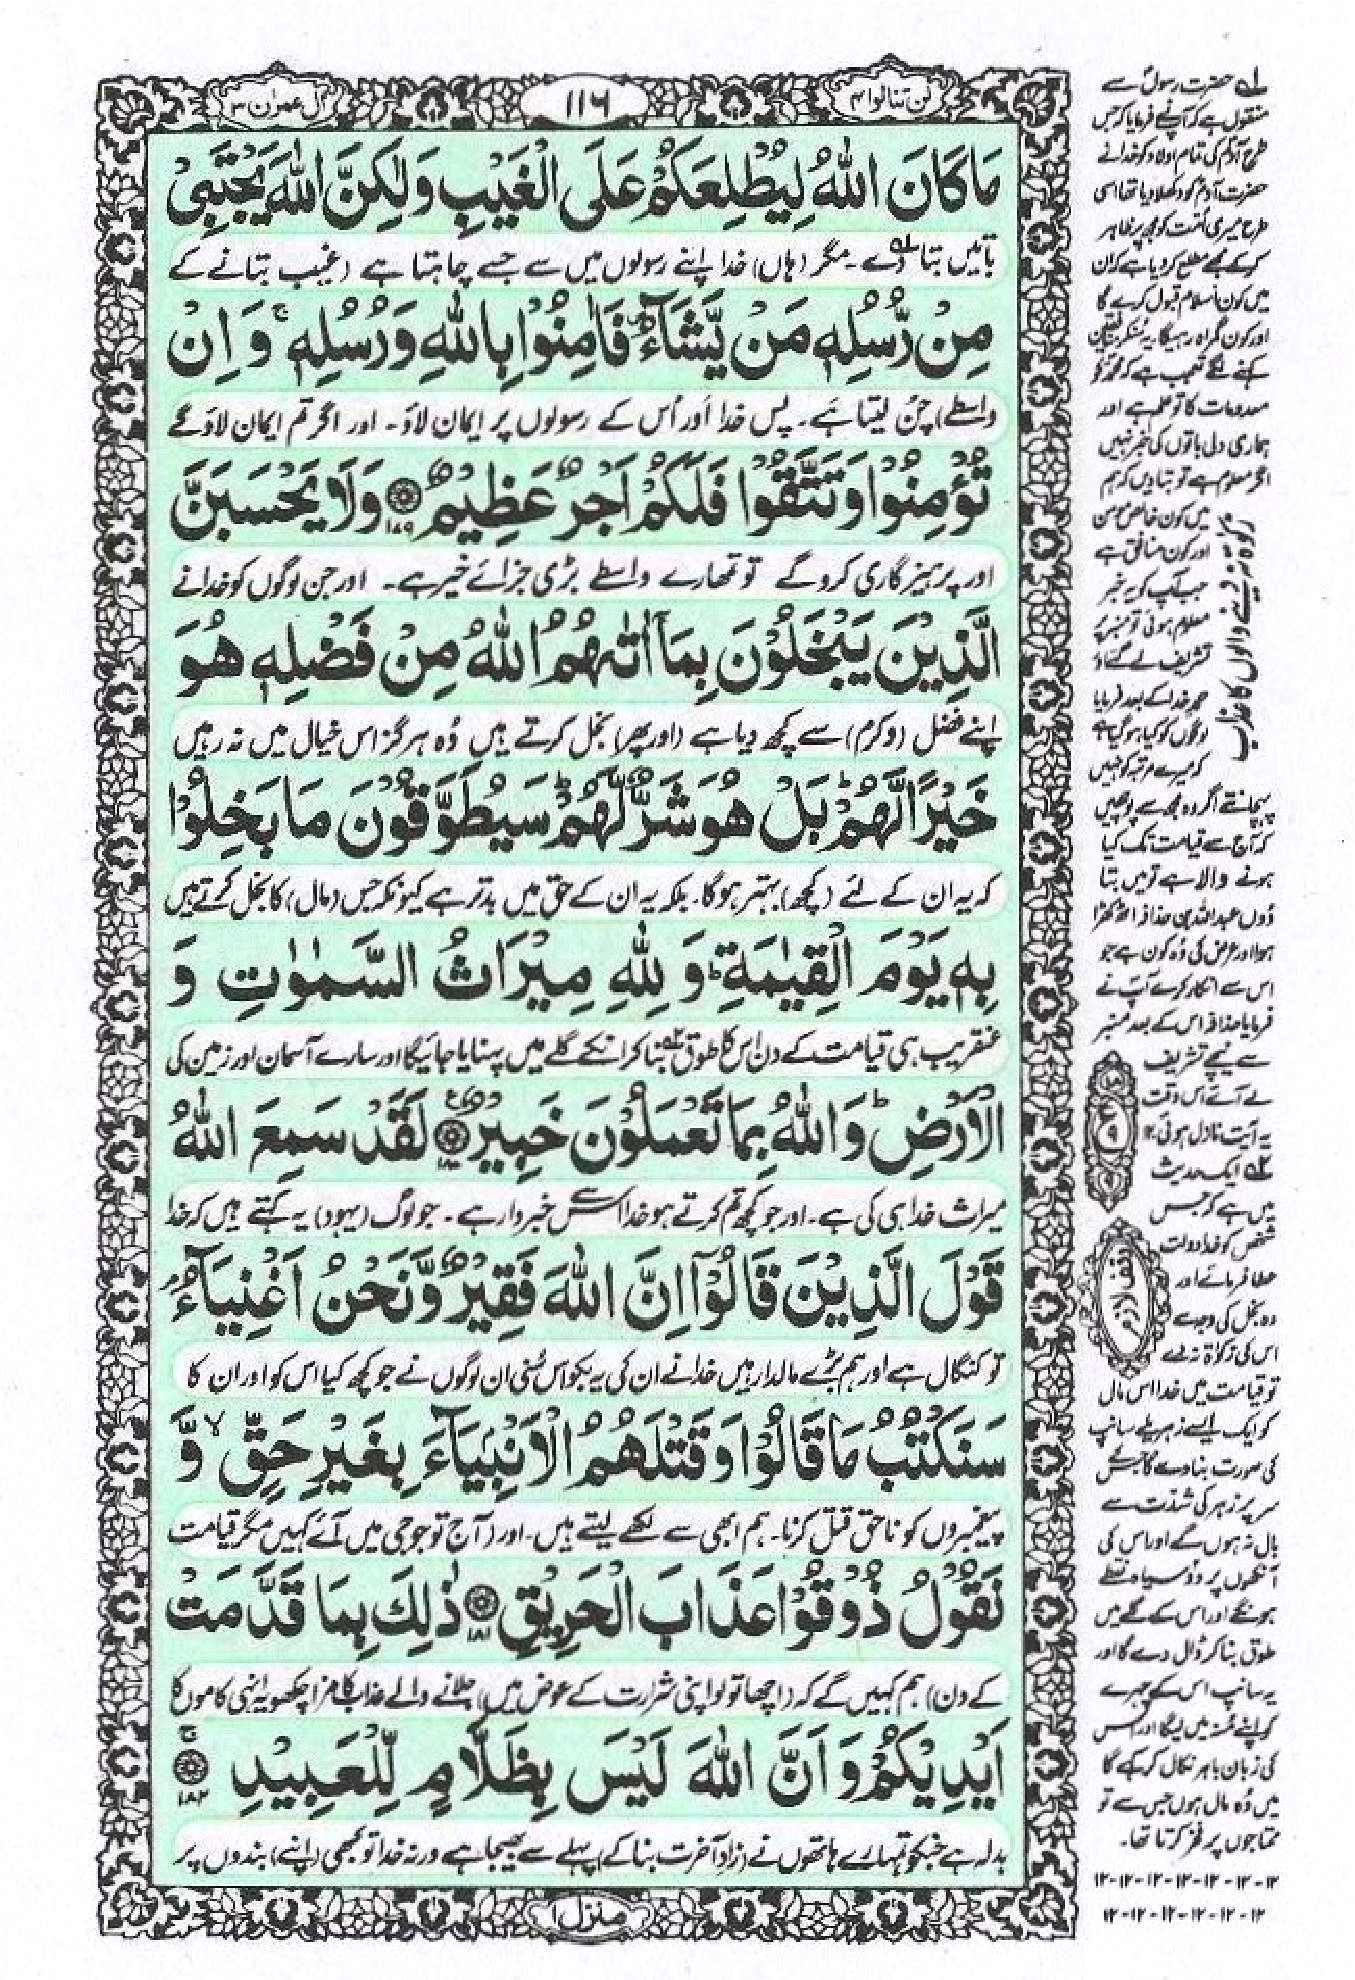 لن تنالوا ۴
۱۱۶
اٰل عمران ۳
مَا كَانَ اللّٰهُ لِيُطْلِعَكُمْ عَلَى الْغَيْبِ وَلٰكِنَّ اللّٰهَ يَجْتَبِىْ
باتیں بتا دے۔ مگر (ہاں) خدا اپنے رسولوں میں سے جسے چاہتا ہے (غیب بتانے کے
مِنْ رُّسُلِهٖ مَنْ يَّشَآءُ ۖ فَاٰمِنُوْا بِاللّٰهِ وَرُسُلِهٖ ۚ وَاِنْ
واسطے) چن لیتا ہے۔ پس خدا اور اُس کے رسولوں پر ایمان لاؤ۔ اور اگر تم ایمان لاؤ گے
تُؤْمِنُوْا وَتَتَّقُوْا فَلَكُمْ اَجْرٌ عَظِيْمٌ ۱۷۹ وَلَا يَحْسَبَنَّ
اور پرہیزگاری کرو گے تو تمہارے واسطے بڑی جزائے خیر ہے۔ اور جن لوگوں کو خدا نے
الَّذِيْنَ يَبْخَلُوْنَ بِمَآ اٰتٰىهُمُ اللّٰهُ مِنْ فَضْلِهٖ هُوَ
اپنے فضل (و کرم) سے کچھ دیا ہے (اور پھر) بخل کرتے ہیں وُہ ہرگز اس خیال میں نہ رہیں
خَيْرًا لَّهُمْ ؕ بَلْ هُوَ شَرٌّ لَّهُمْ ؕ سَيُطَوَّقُوْنَ مَا بَخِلُوْا
کہ یہ ان کے لئے (کچھ) بہتر ہوگا۔ بلکہ یہ ان کے حق میں بدتر ہے کیونکہ جس (مال) کا بخل کرتے ہیں
بِهٖ يَوْمَ الْقِيٰمَةِ ؕ وَ لِلّٰهِ مِيْرَاثُ السَّمٰوٰتِ وَ
عنقریب ہی قیامت کے دن اس کا طوق بنا کر انکے گلے میں پہنایا جائیگا اور سارے آسمان اور زمین کی
الْاَرْضِ ؕ وَاللّٰهُ بِمَا تَعْمَلُوْنَ خَبِيْرٌ ۱۸۰ لَقَدْ سَمِعَ اللّٰهُ
میراث خدا ہی کی ہے۔ اور جو کچھ تم کرتے ہو خدا اس سے خبردار ہے۔ جو لوگ (یہود) یہ کہتے ہیں کہ خدا
قَوْلَ الَّذِيْنَ قَالُوْٓا اِنَّ اللّٰهَ فَقِيْرٌ وَّنَحْنُ اَغْنِيَآءُ ۘ
تو کنگال ہے اور ہم بڑے مالدار ہیں خدا نے ان کی یہ بکواس سُنی ان لوگوں نے جو کچھ کیا اس کو اور ان کا
سَنَكْتُبُ مَا قَالُوْا وَقَتْلَهُمُ الْاَنْۢبِيَآءَ بِغَيْرِ حَقٍّ ۙ وَّ
پیغمبروں کو ناحق قتل کرنا۔ ہم ابھی سے لکھے لیتے ہیں۔ اور (آج تو جو جی میں آئے کہیں مگر قیامت
نَقُوْلُ ذُوْقُوْا عَذَابَ الْحَرِيْقِ ۱۸۱ ذٰلِكَ بِمَا قَدَّمَتْ
کے دن) ہم کہیں گے کہ (اچھا تو لو اپنی شرارت کے عوض میں) جلانے والے عذاب کا مزا چکھو یہ انہی کاموں کا
اَيْدِيْكُمْ وَاَنَّ اللّٰهَ لَيْسَ بِظَلَّامٍ لِّلْعَبِيْدِ ۚ ۱۸۲
بدلہ ہے جنکو تمہارے ہاتھوں نے (زاد آخرت بنا کے) پہلے سے بھیجا ہے ورنہ خدا تو کبھی (اپنے) بندوں پر
منزل ۱
لہ حضرت رسولؐ سے
منقول ہے کہ آپ نے فرمایا کہ جس
طرح آدمؑ کی تمام اولاد کو خدا نے
حضرت آدمؑ کو دکھلا دیا تھا اسی
طرح میری اُمت کو مجھ پر ظاہر
کر کے مجھے مطلع کر دیا ہے کہ ان
میں کون اسلام قبول کرے گا
اور کون گمراہ رہیگا یہ سنکر منافقین
کہنے لگے تعجب ہے کہ محمدؐ کو
معدومات کا تو علم ہے اور
ہماری دلی باتوں کی خبر نہیں
اگر معلوم ہے تو بتا دیں کہ ہم
میں کون خالص مومن
اور کون منافق ہے
جب آپ کو یہ خبر
معلوم ہوئی تو منبر پہ
تشریف لے گئے اور
حمد خدا کے بعد فرمایا
لوگوں کو کیا ہو گیا ہے
کہ میرے مرتبہ کو نہیں
پہچانتے اگر وہ مجھ سے پوچھیں
کہ آج سے قیامت تک کیا
ہونے والا ہے تو میں بتا
دوں عبداللہ بن حذافہ اٹھ کھڑا
ہوا اور عرض کی وُہ کون ہے جو
اس سے انکار کرے آپ نے
فرمایا حذافہ اس کے بعد منبر
سے نیچے تشریف
لے آئے اُس وقت
یہ آیت نازل ہوئی ۱۲
لہ ایک حدیث
میں ہے کہ جس
شخص کو خدا دولت
عطا فرمائے اور
وہ بخل کی وجہ سے
اس کی زکوٰۃ نہ دے
تو قیامت میں خدا اس مال
کو ایک ایسے زہریلے سانپ
کی صورت بنا دے گا جس کے
سر پر زہر کی شدت سے
بال نہ ہوں گے اور اس کی
آنکھوں پر دو سیاہ نقطے
ہونگے اور اس کے گلے میں
طوق بنا کر ڈال دے گا اور
یہ سانپ اس کے جبڑے
کو اپنے منہ میں لیگا اور اس
کی زبان باہر نکال کر کہے گا
میں وُہ مال ہوں جس سے تو
محتاجوں پر فخر کرتا تھا۔
۱۲-۱۲-۱۲-۱۲-۱۲-۱۲-۱۲
۱۲-۱۲-۱۲-۱۲-۱۲-۱۲-۱۲
زکوٰۃ نہ دینے والوں کا عذاب
ع ۹
وقف لازم